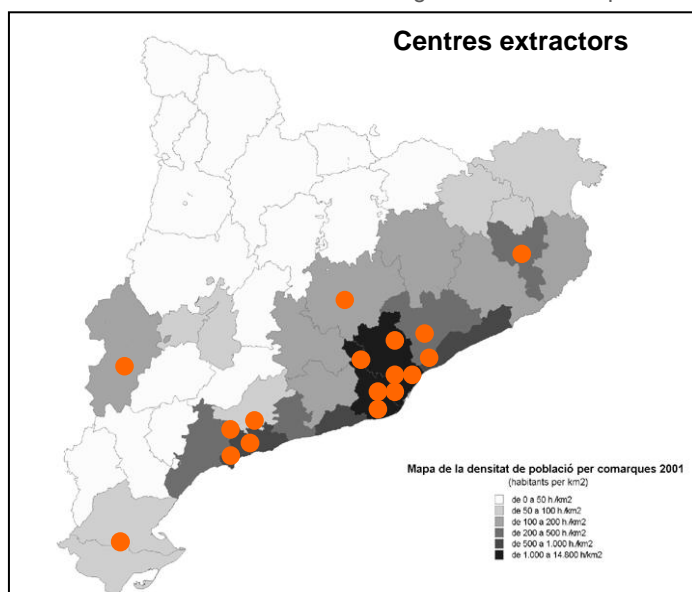 Centres extractors
Mapa de la densitat de població per comarques 2001
(habitants per km2)
de 0 a 50 h./km2
de 50 a 100 h./km2
de 100 a 200 h./km2
de 200 a 500 h./km2
de 500 a 1.000 h./km2
de 1.000 a 14.800 h/km2